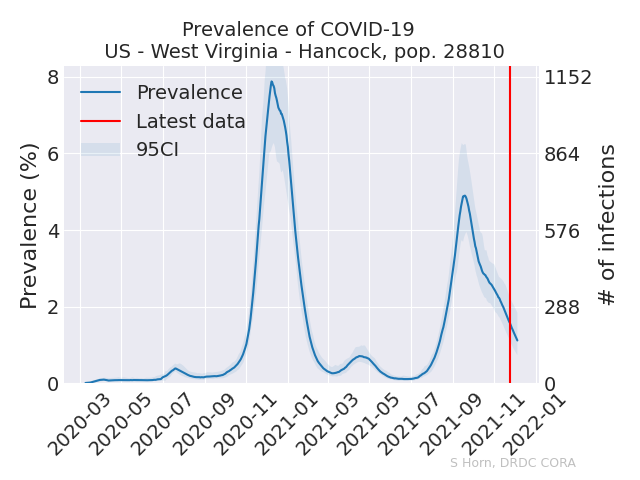 Prevalence of COVID-19
US - West Virginia - Hancock, pop. 28810
Prevalence (%)
8
6
4
2
0
Prevalence
Latest data
95CI
1152
864
576
288
0
# of infections
2020-03
2020-05
2020-07
2020-09
2020-11
2021-01
2021-03
2021-05
2021-07
2021-09
2021-11
2022-01
S Horn, DRDC CORA